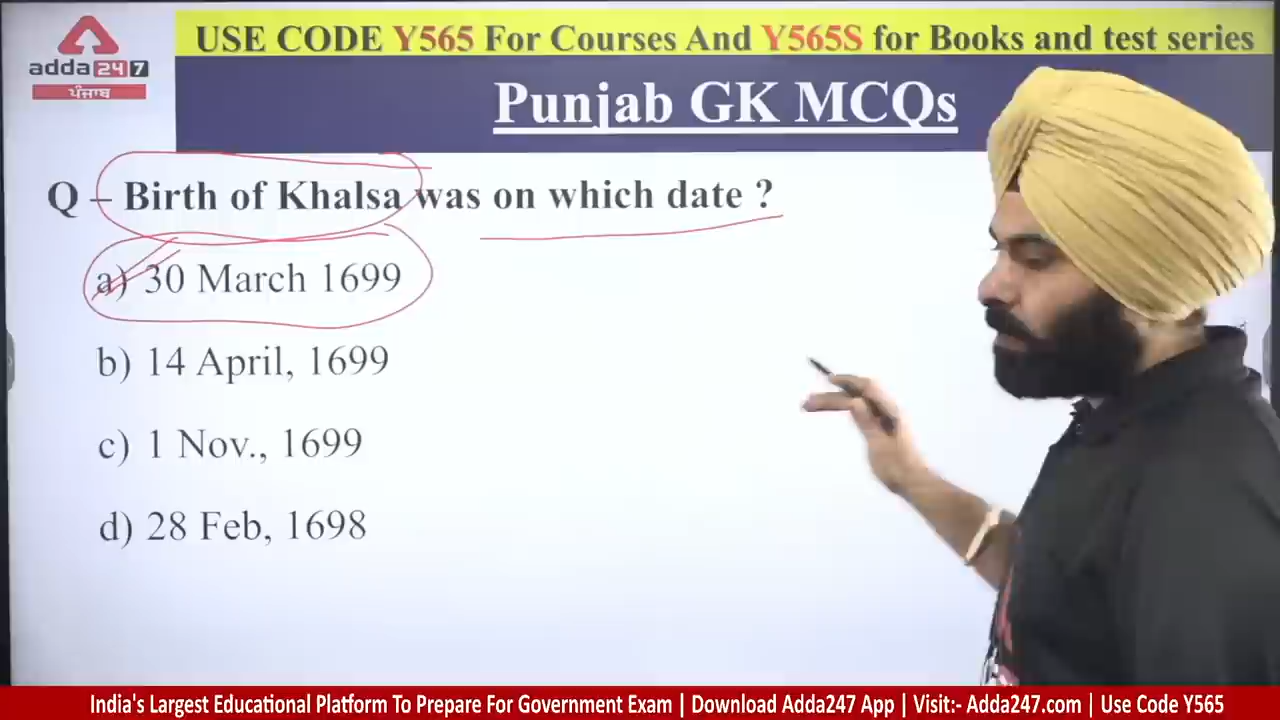 USE CODE Y565 For Courses And Y565S for Books and test series
adda 247
ਪੰਜਾਬ
Punjab GK MCQs
Q – Birth of Khalsa was on which date ?
a) 30 March 1699
b) 14 April, 1699
c) 1 Nov., 1699
d) 28 Feb, 1698
India's Largest Educational Platform To Prepare For Government Exam | Download Adda247 App | Visit:- Adda247.com | Use Code Y565